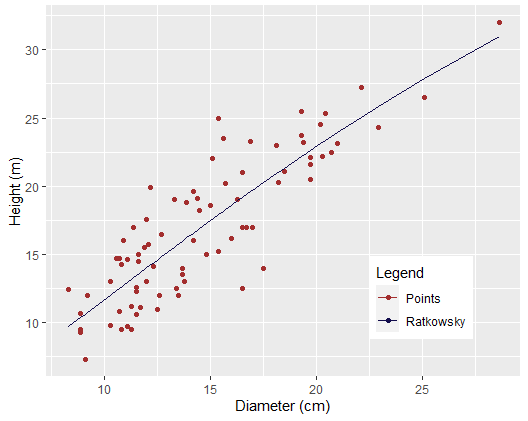 Height (m)
30
25
20
15
10
10 15 20 25
Diameter (cm)
Legend
Points
Ratkowsky